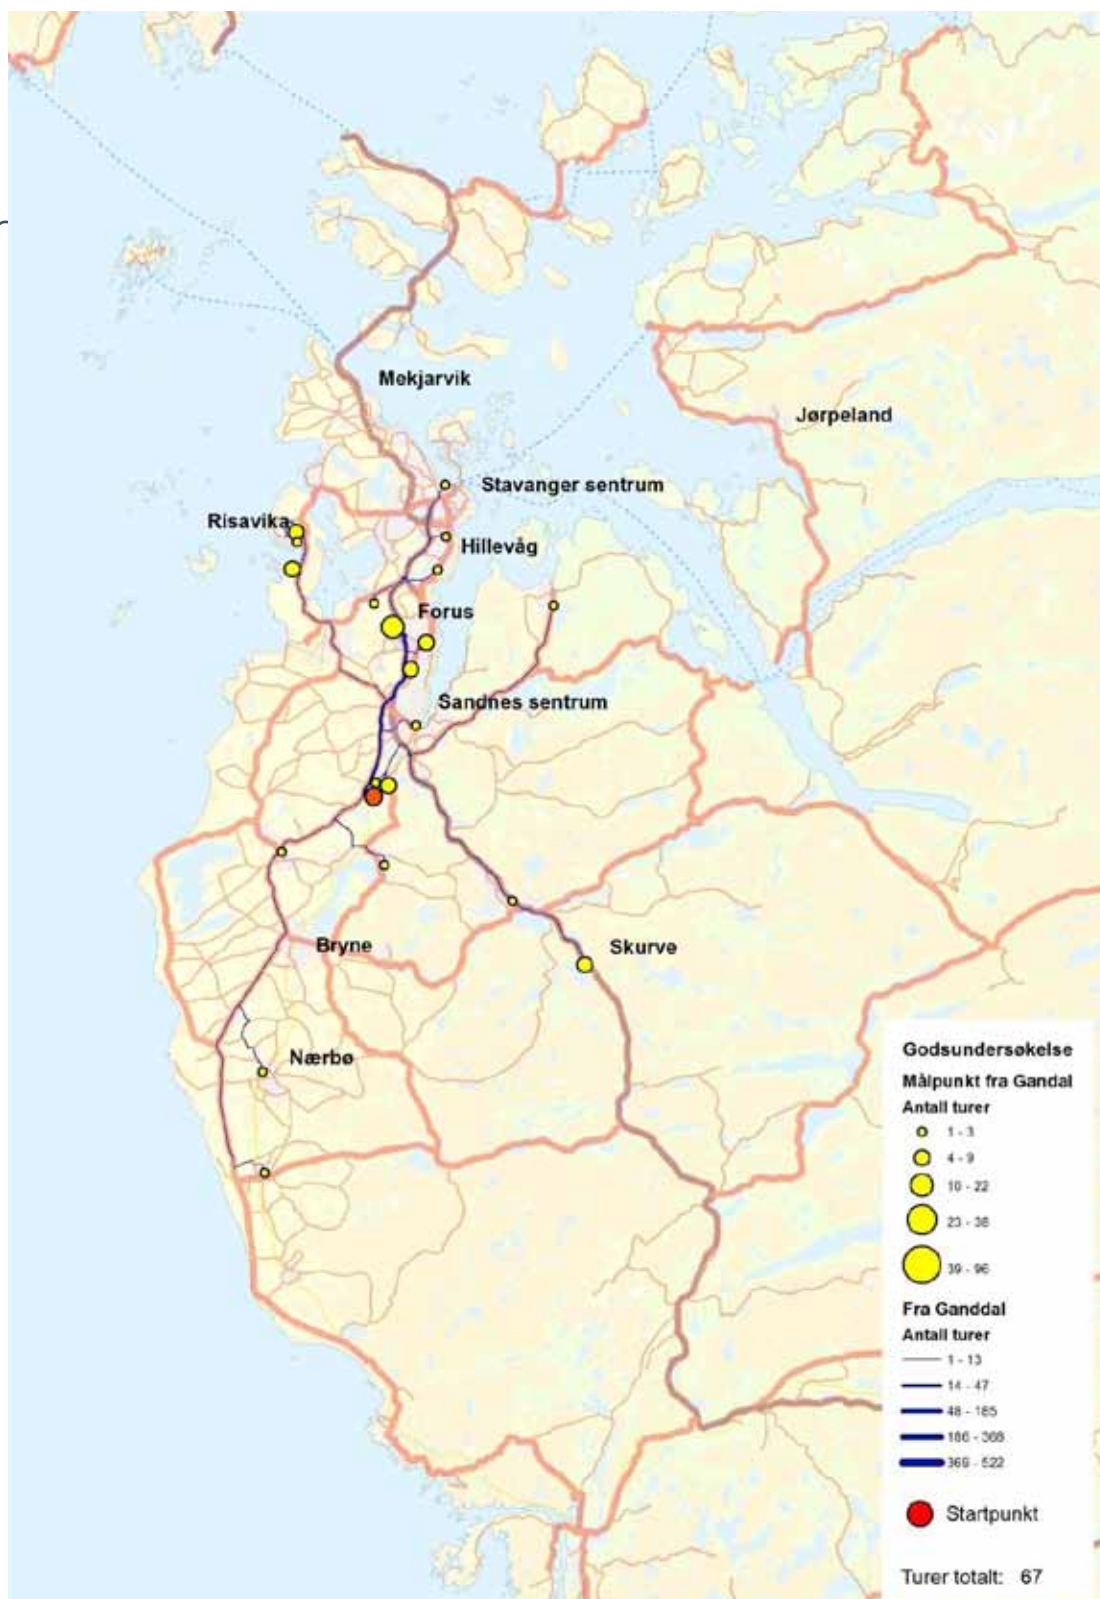 Mekjarvik
Jørpeland
Stavanger sentrum
Risavika
Hillevåg
Forus
Sandnes sentrum
Bryne
Skurve
Nærbø
Godsundersøkelse
Målpunkt fra Gandal
Antall turer
1 - 3
4 - 9
10 - 22
23 - 38
39 - 96
Fra Ganddal
Antall turer
1 - 13
14 - 47
48 - 185
186 - 368
369 - 522
Startpunkt
Turer totalt: 67